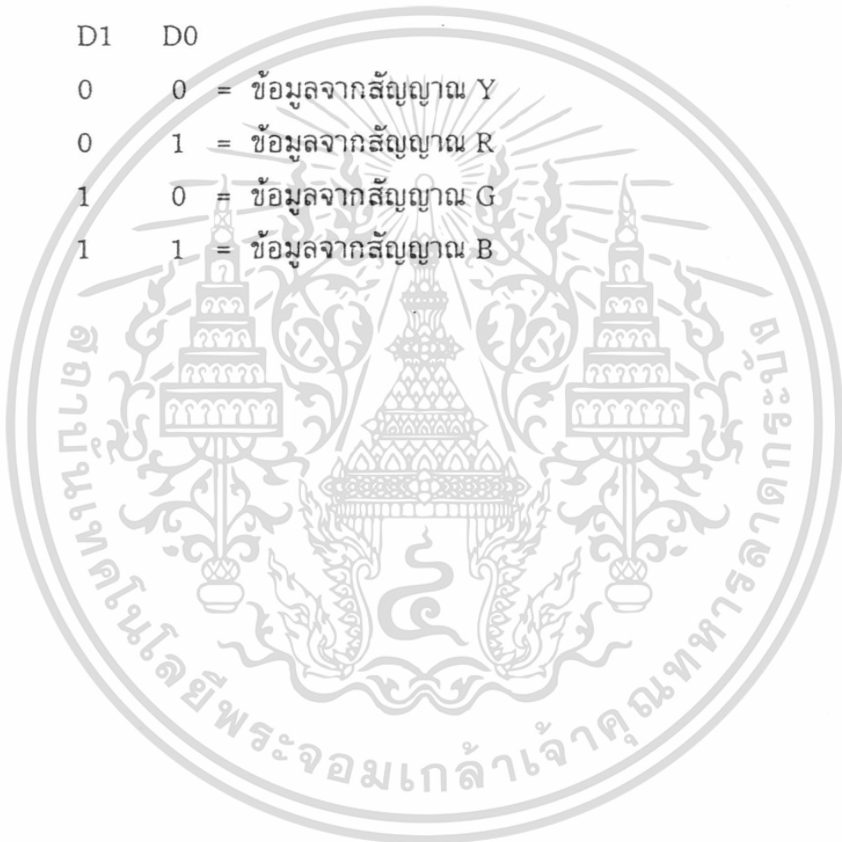 D1 D0
0 0 = ข้อมูลจากสัญญาณ Y
0 1 = ข้อมูลจากสัญญาณ R
1 0 = ข้อมูลจากสัญญาณ G
1 1 = ข้อมูลจากสัญญาณ B
สถาบันเทคโนโลยีพระจอมเกล้าเจ้าคุณทหารลาดกระบัง